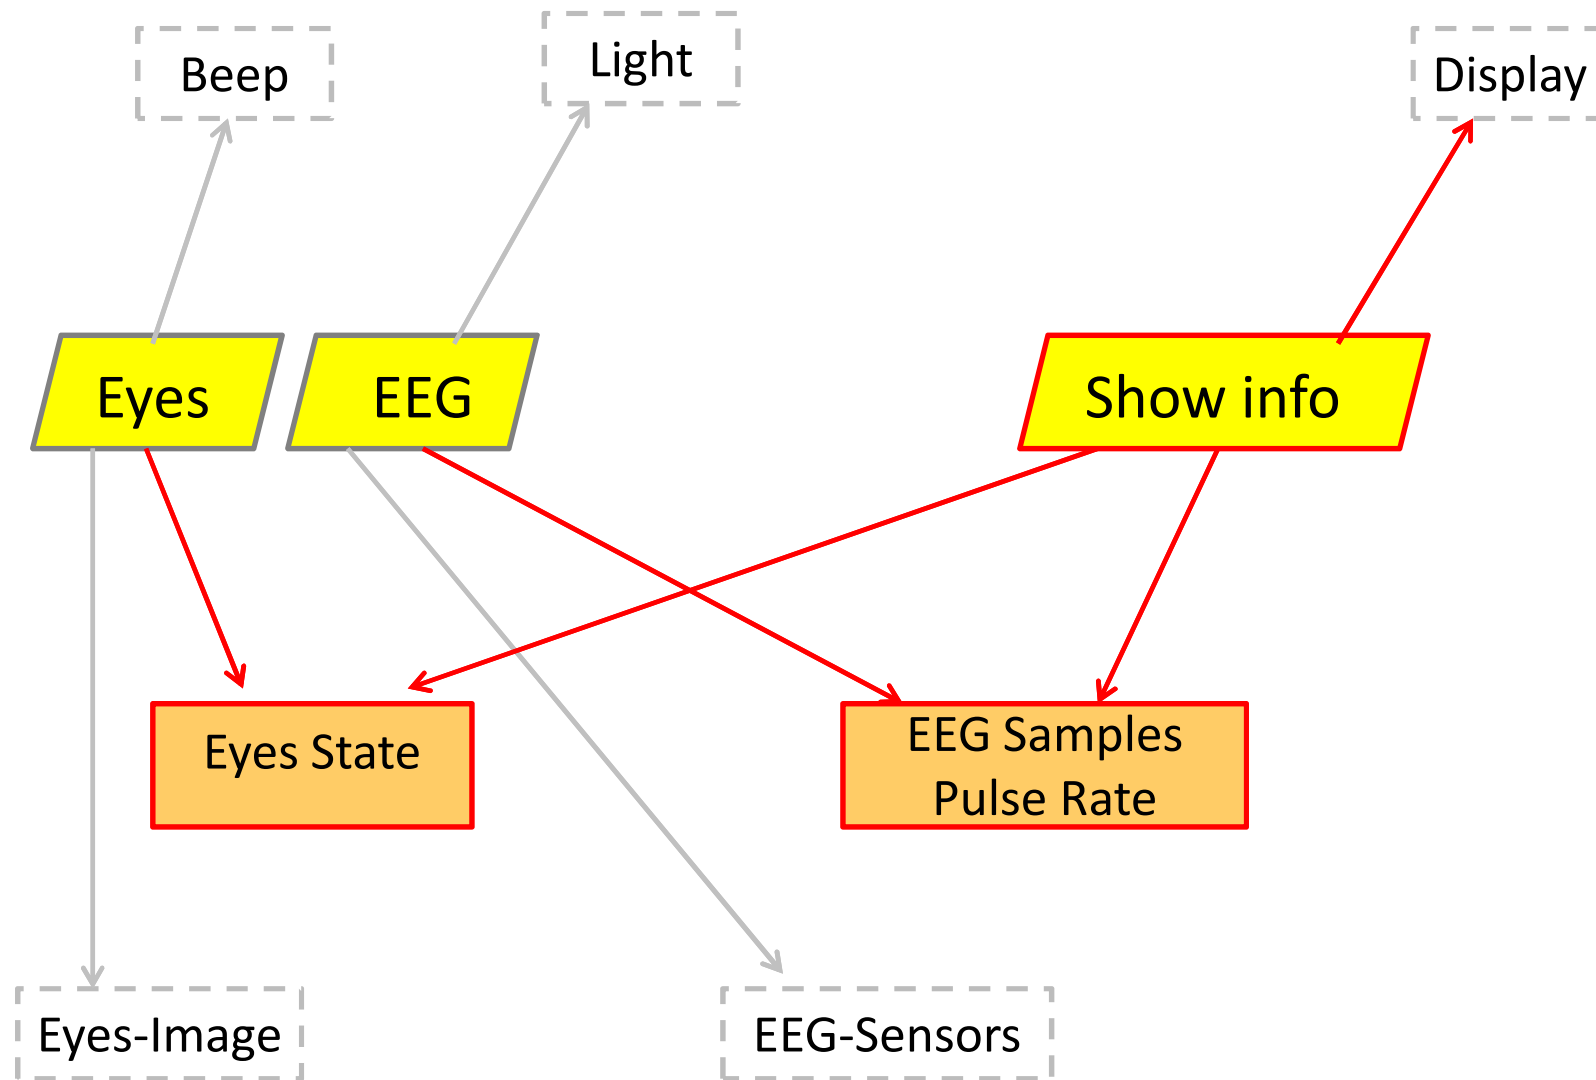 Beep
Light
Display
Eyes
EEG
Show info
Eyes State
EEG Samples
Pulse Rate
Eyes-Image
EEG-Sensors